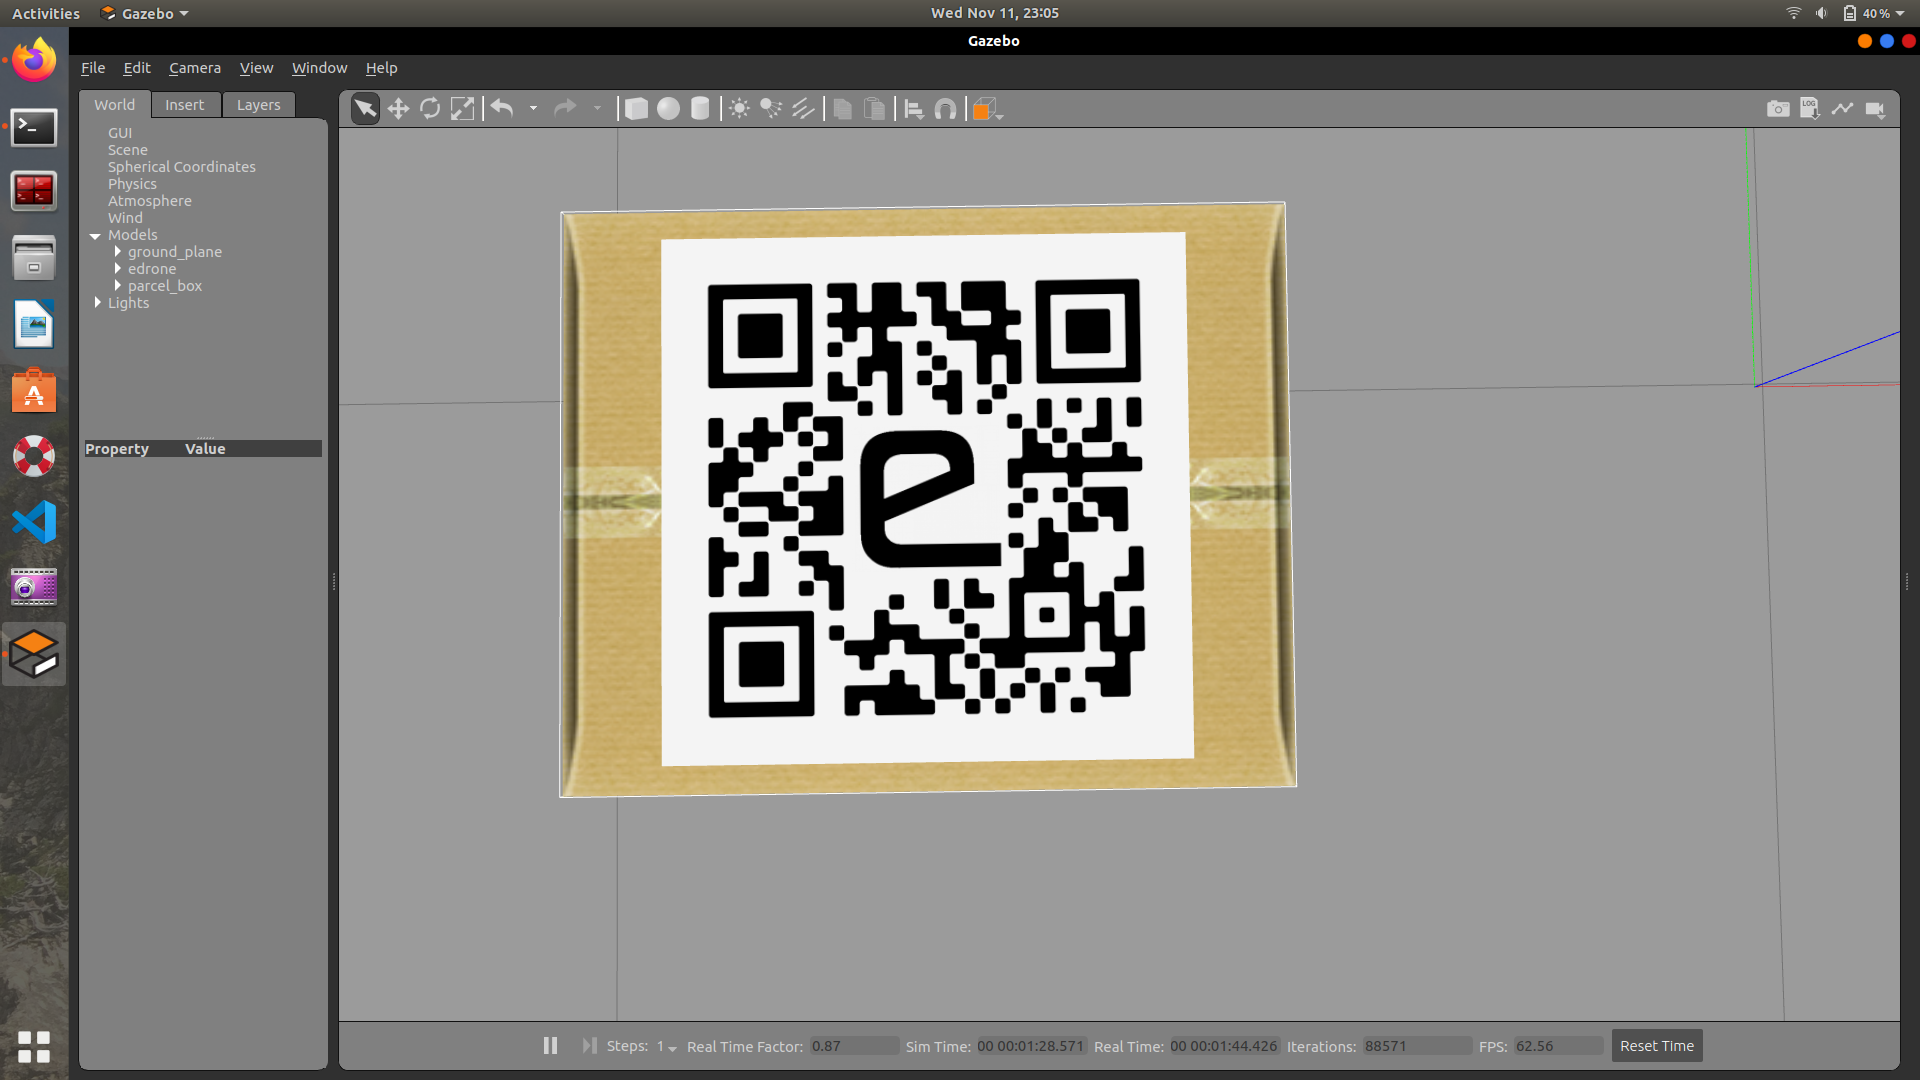 Activities
Gazebo
Wed Nov 11, 23:05
40 %
Gazebo
File Edit Camera View Window Help
World Insert Layers
LOG
GUI
Scene
Spherical Coordinates
Physics
Atmosphere
Wind
Models
ground_plane
edrone
parcel_box
Lights
Property Value
e
Steps: 1 Real Time Factor: 0.87 Sim Time: 00 00:01:28.571 Real Time: 00 00:01:44.426 Iterations: 88571 FPS: 62.56 Reset Time